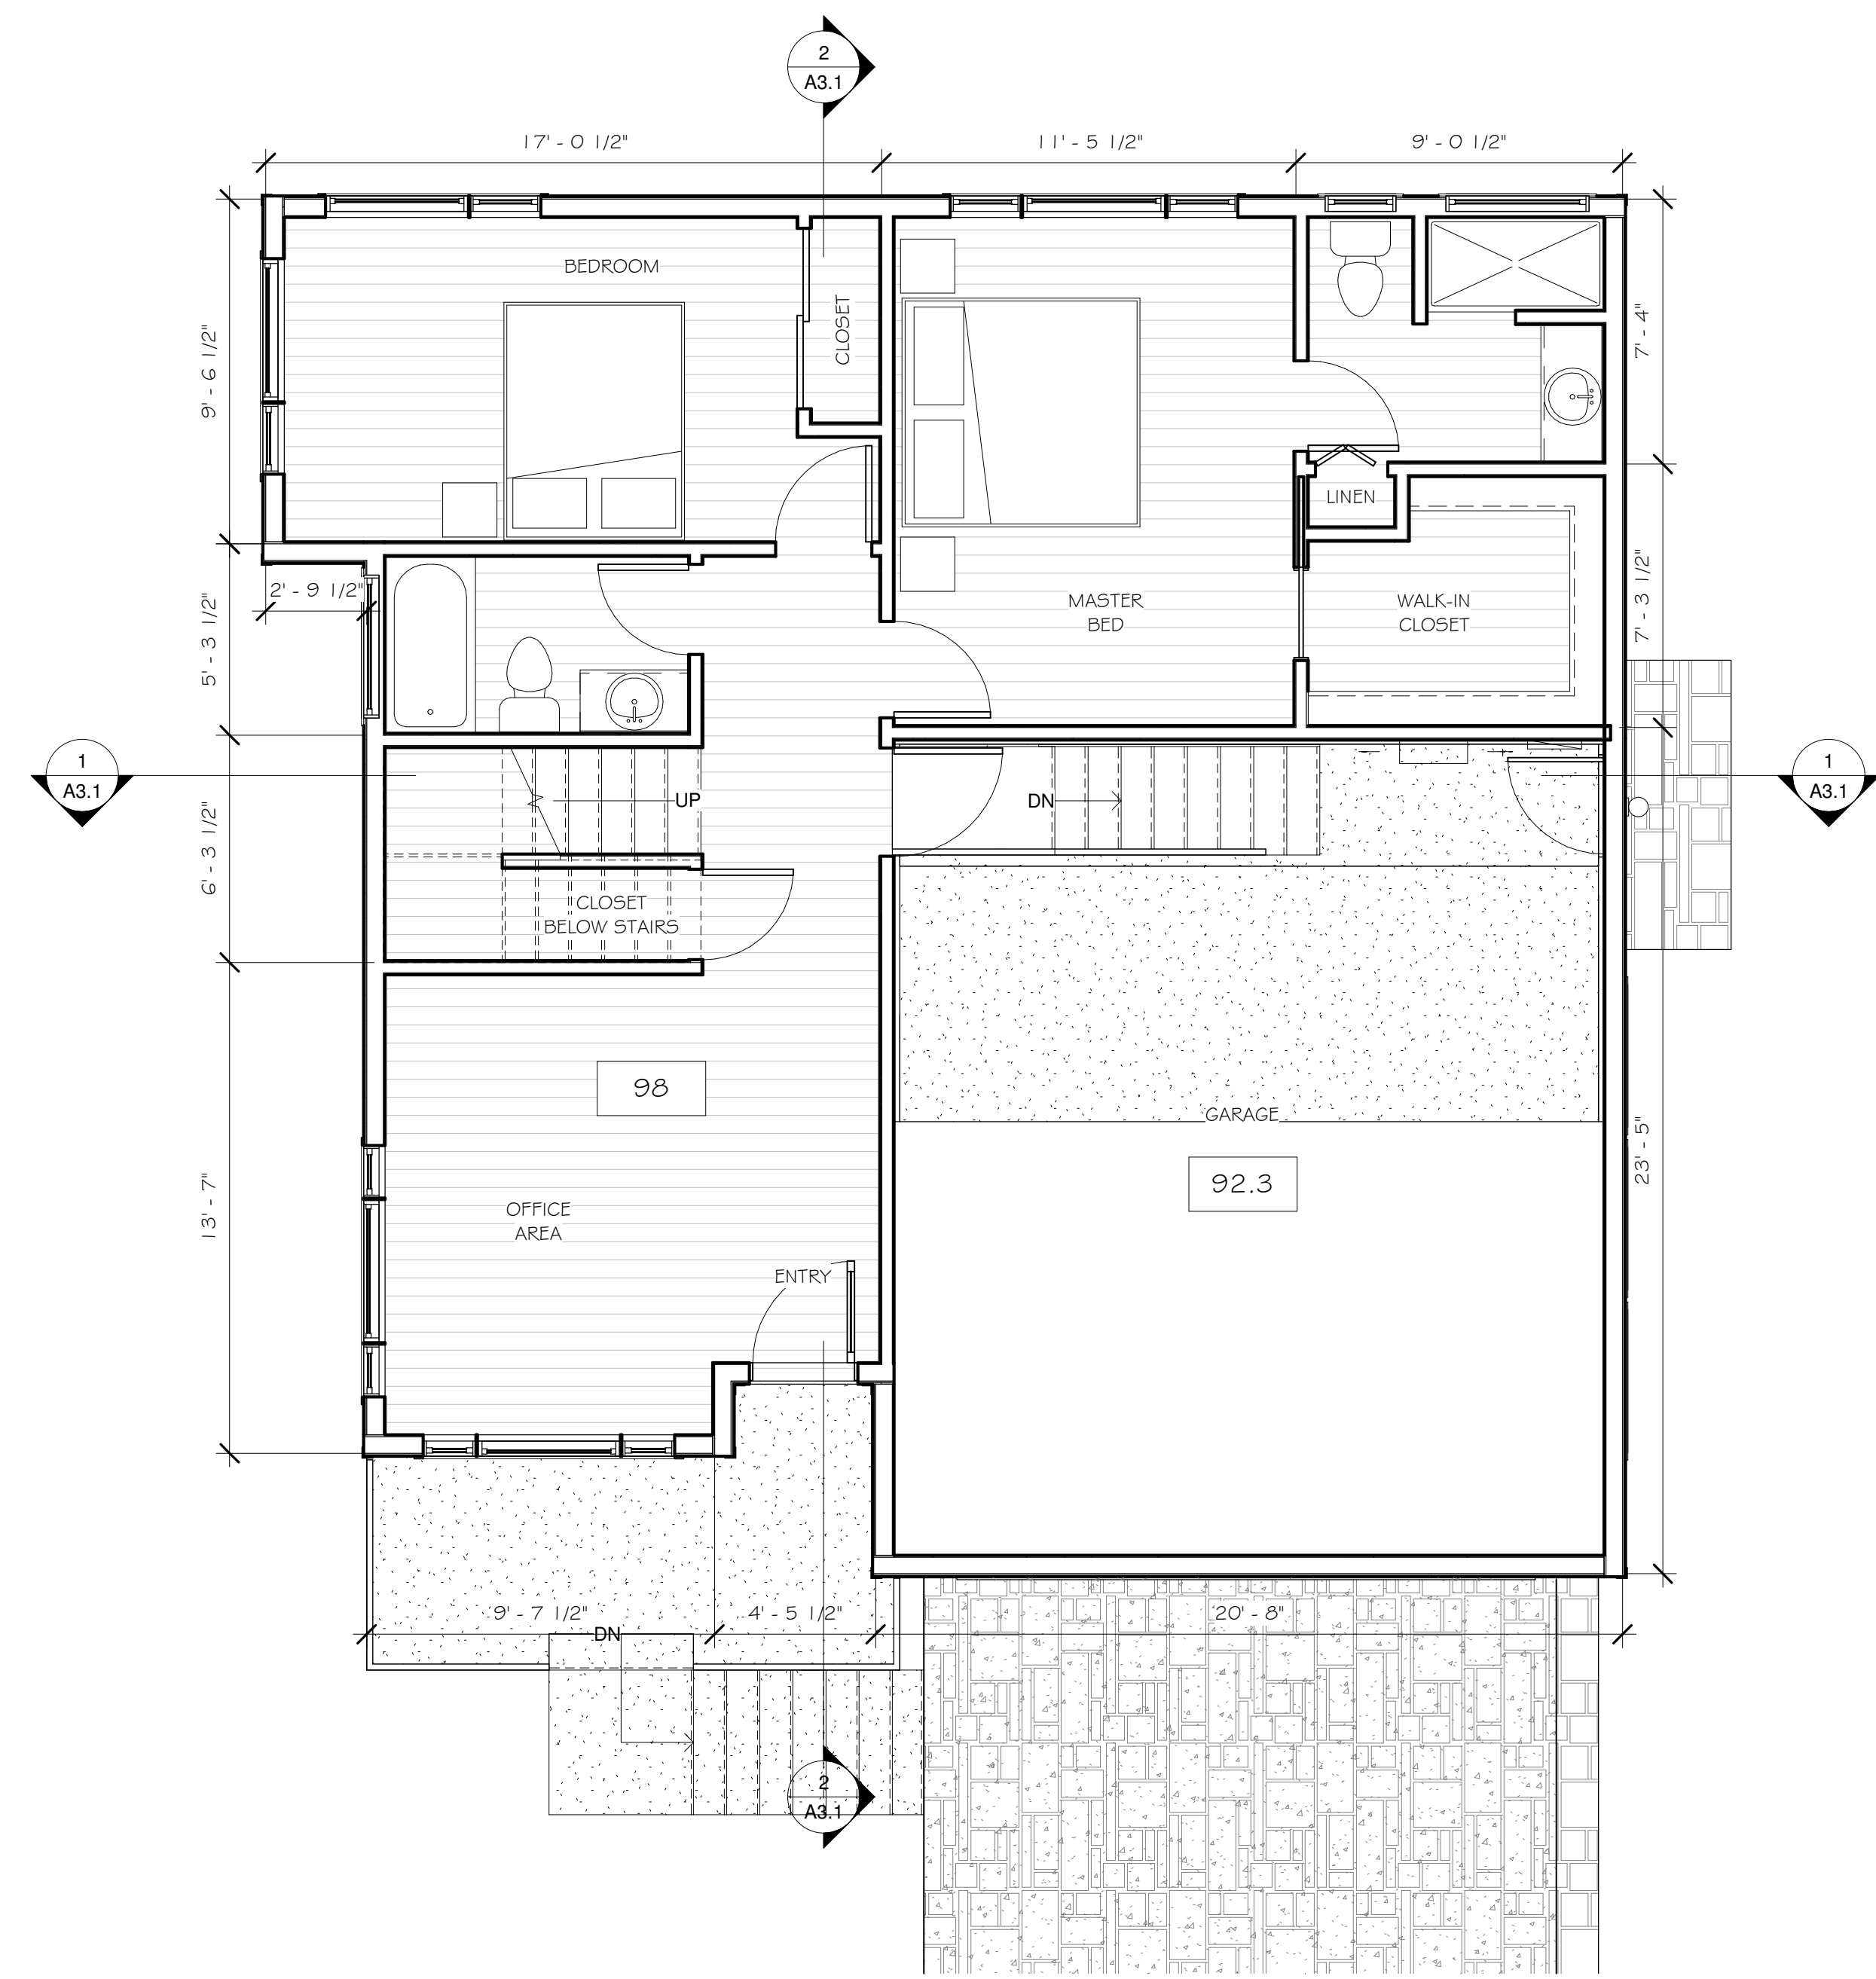 2
A3.1
17' - 0 1/2"
11' - 5 1/2"
9' - 0 1/2"
BEDROOM
CLOSET
9' - 6 1/2"
7' - 4"
LINEN
2' - 9 1/2"
5' - 3 1/2"
MASTER
BED
WALK-IN
CLOSET
7' - 3 1/2"
1
A3.1
UP
DN
1
A3.1
6' - 3 1/2"
CLOSET
BELOW STAIRS
98
GARAGE
92.3
23' - 5"
13' - 7"
OFFICE
AREA
ENTRY
9' - 7 1/2"
4' - 5 1/2"
20' - 8"
DN
2
A3.1